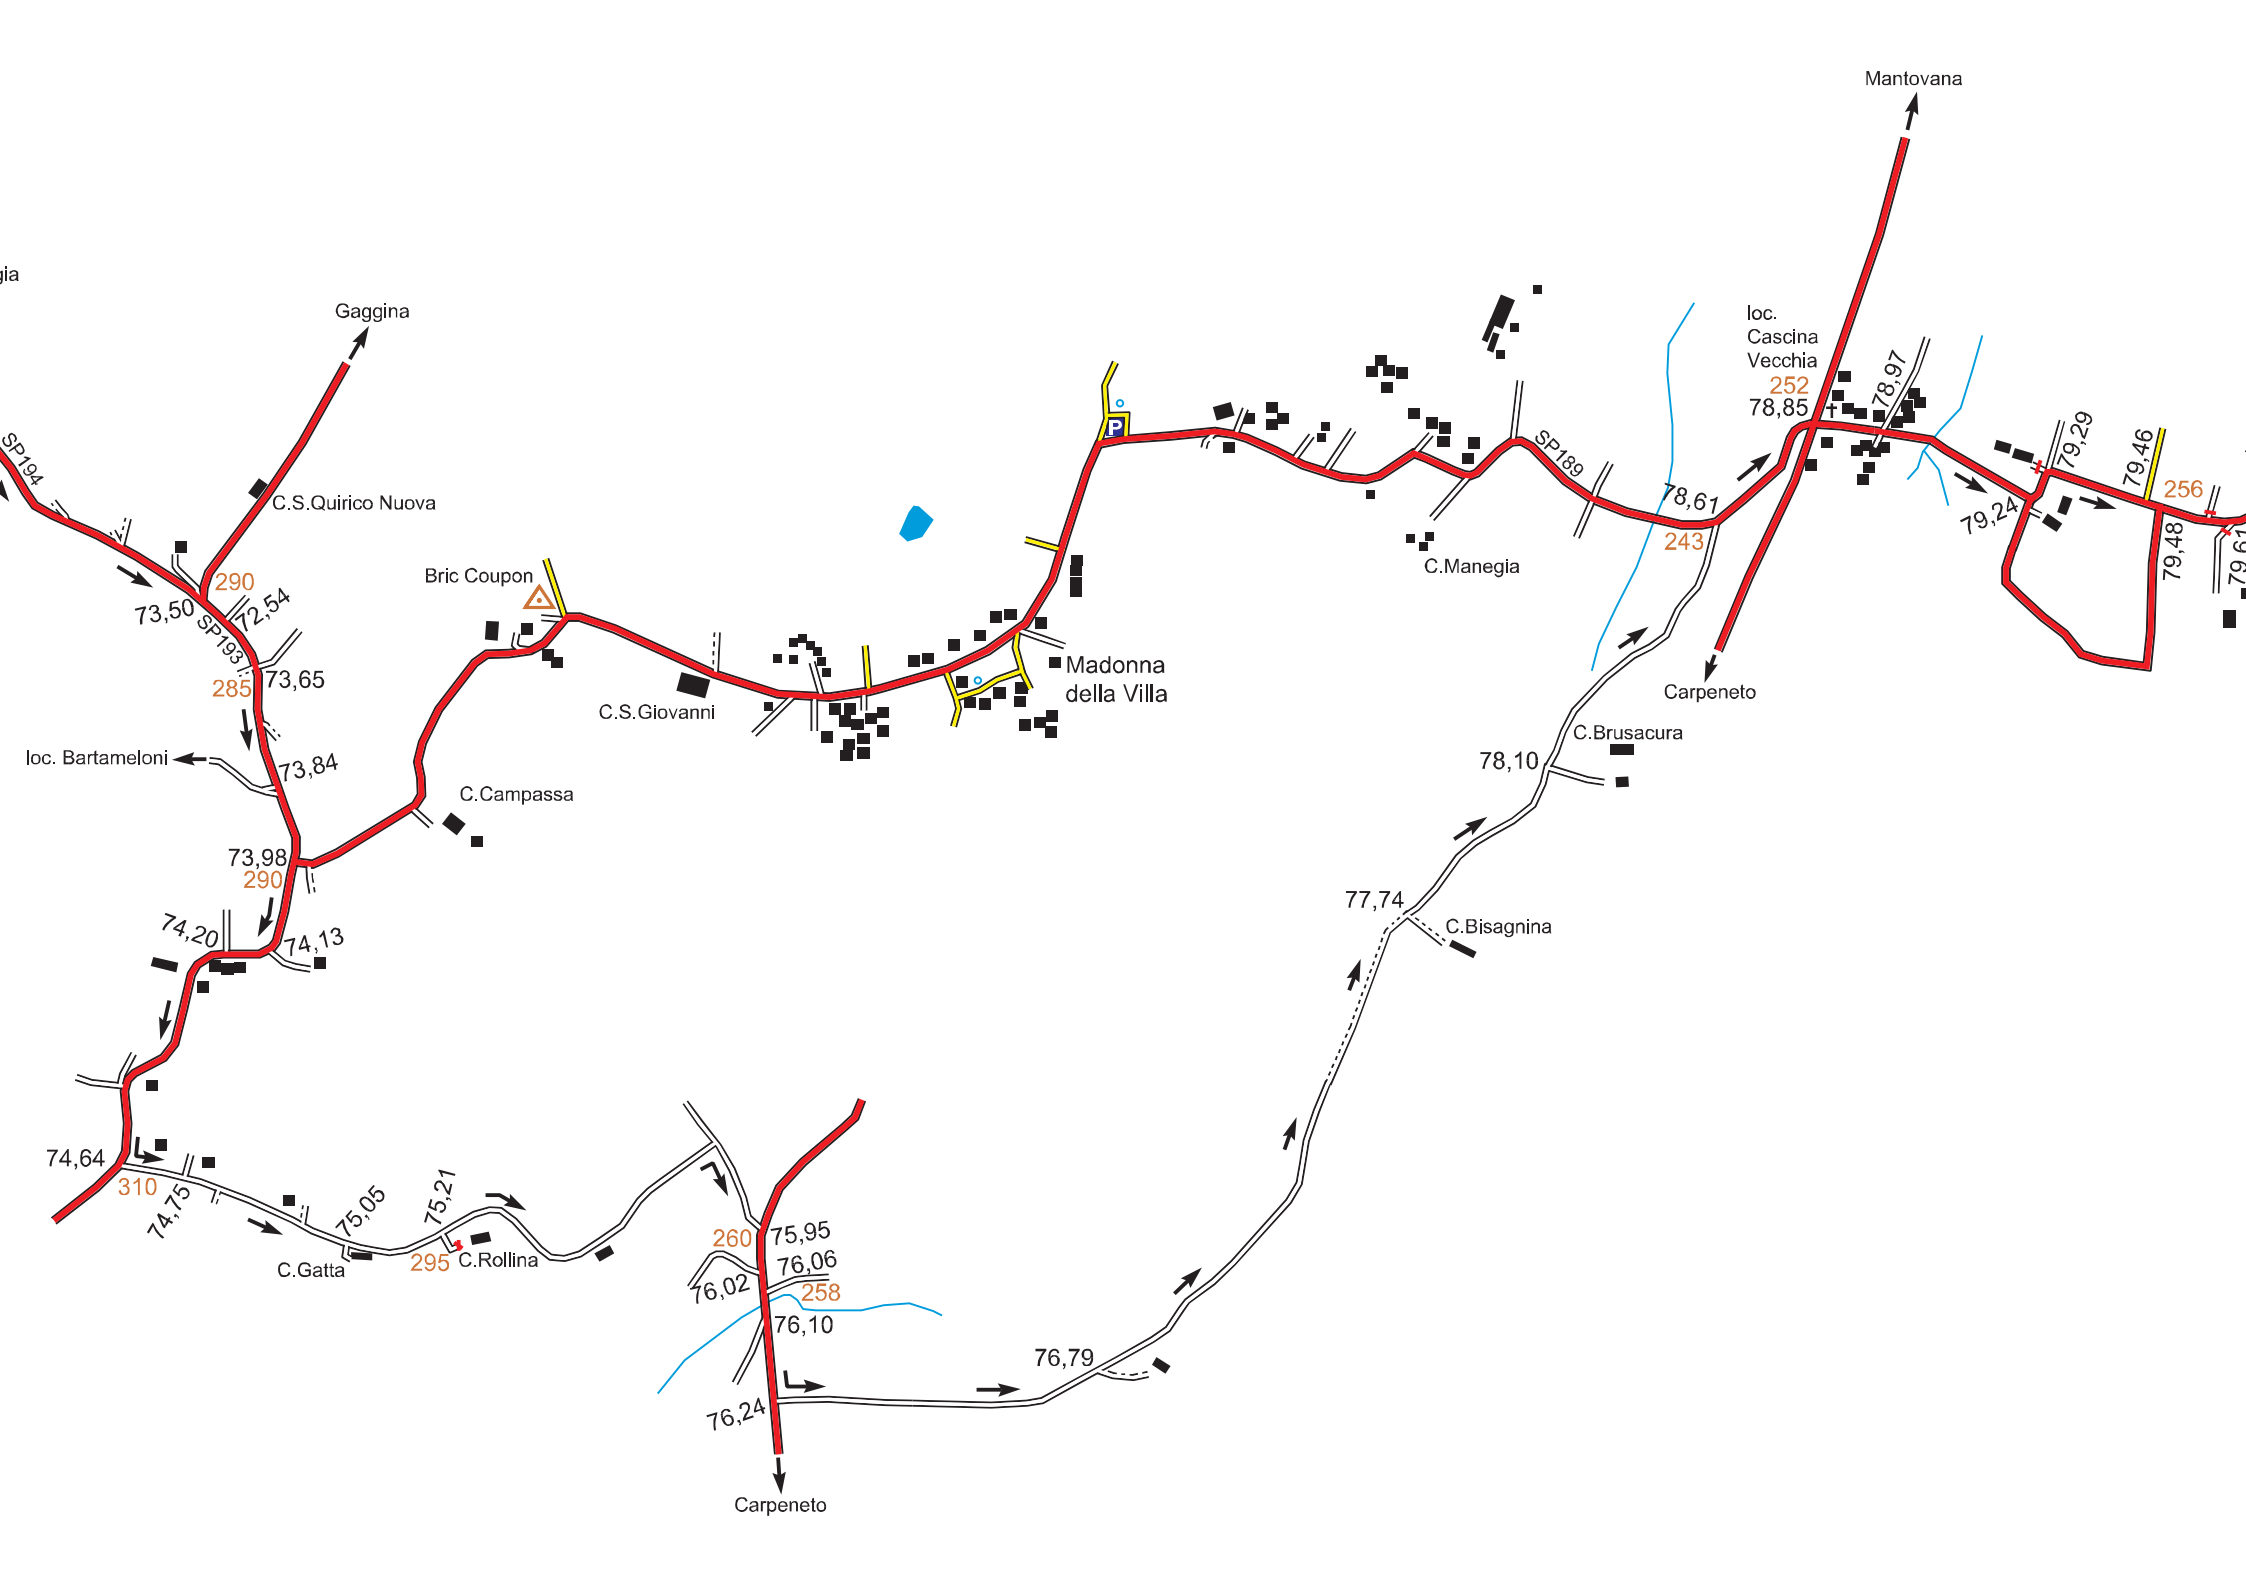 Mantovana
gia
Gaggina
loc.
Cascina
Vecchia
252
78,85
78,97
SP194
SP189
79,29
79,46
256
C.S.Quirico Nuova
78,61
243
79,24
79,48
79,61
C.Manegia
Bric Coupon
290
73,50
72,54
SP193
P
Madonna
della Villa
73,65
285
C.S.Giovanni
Carpeneto
C.Brusacura
loc. Bartameloni
73,84
78,10
C.Campassa
73,98
290
77,74
C.Bisagnina
74,20
74,13
74,64
310
74,75
75,05
75,21
C.Gatta
295
C.Rollina
260
75,95
76,06
76,02
258
76,10
76,79
76,24
Carpeneto